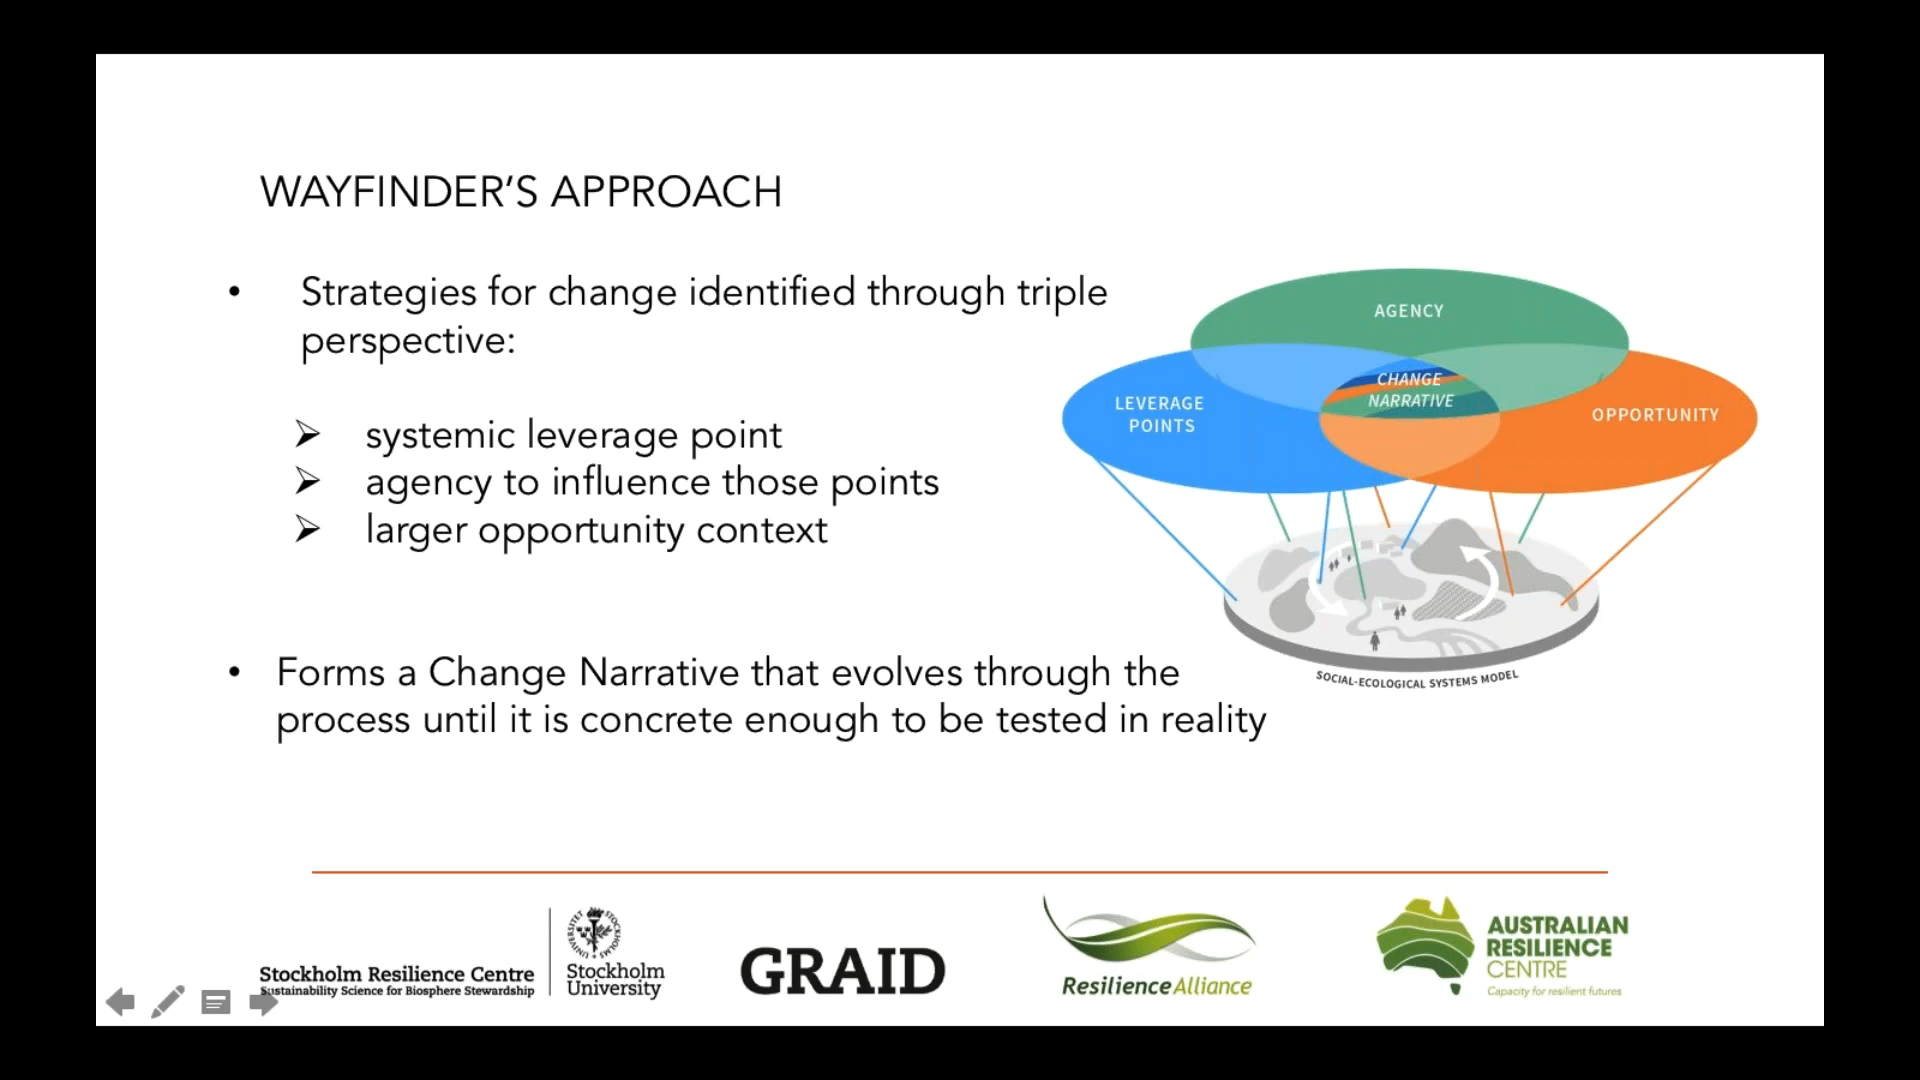 WAYFINDER'S APPROACH
• Strategies for change identified through triple
perspective:
➢ systemic leverage point
➢ agency to influence those points
➢ larger opportunity context
• Forms a Change Narrative that evolves through the
process until it is concrete enough to be tested in reality
AGENCY
CHANGE
NARRATIVE
LEVERAGE
POINTS
OPPORTUNITY
SOCIAL-ECOLOGICAL SYSTEMS MODEL
Stockholm Resilience Centre
Sustainability Science for Biosphere Stewardship
Stockholm
University
GRAID
Resilience Alliance
AUSTRALIAN
RESILIENCE
CENTRE
Capacity for resilient futures